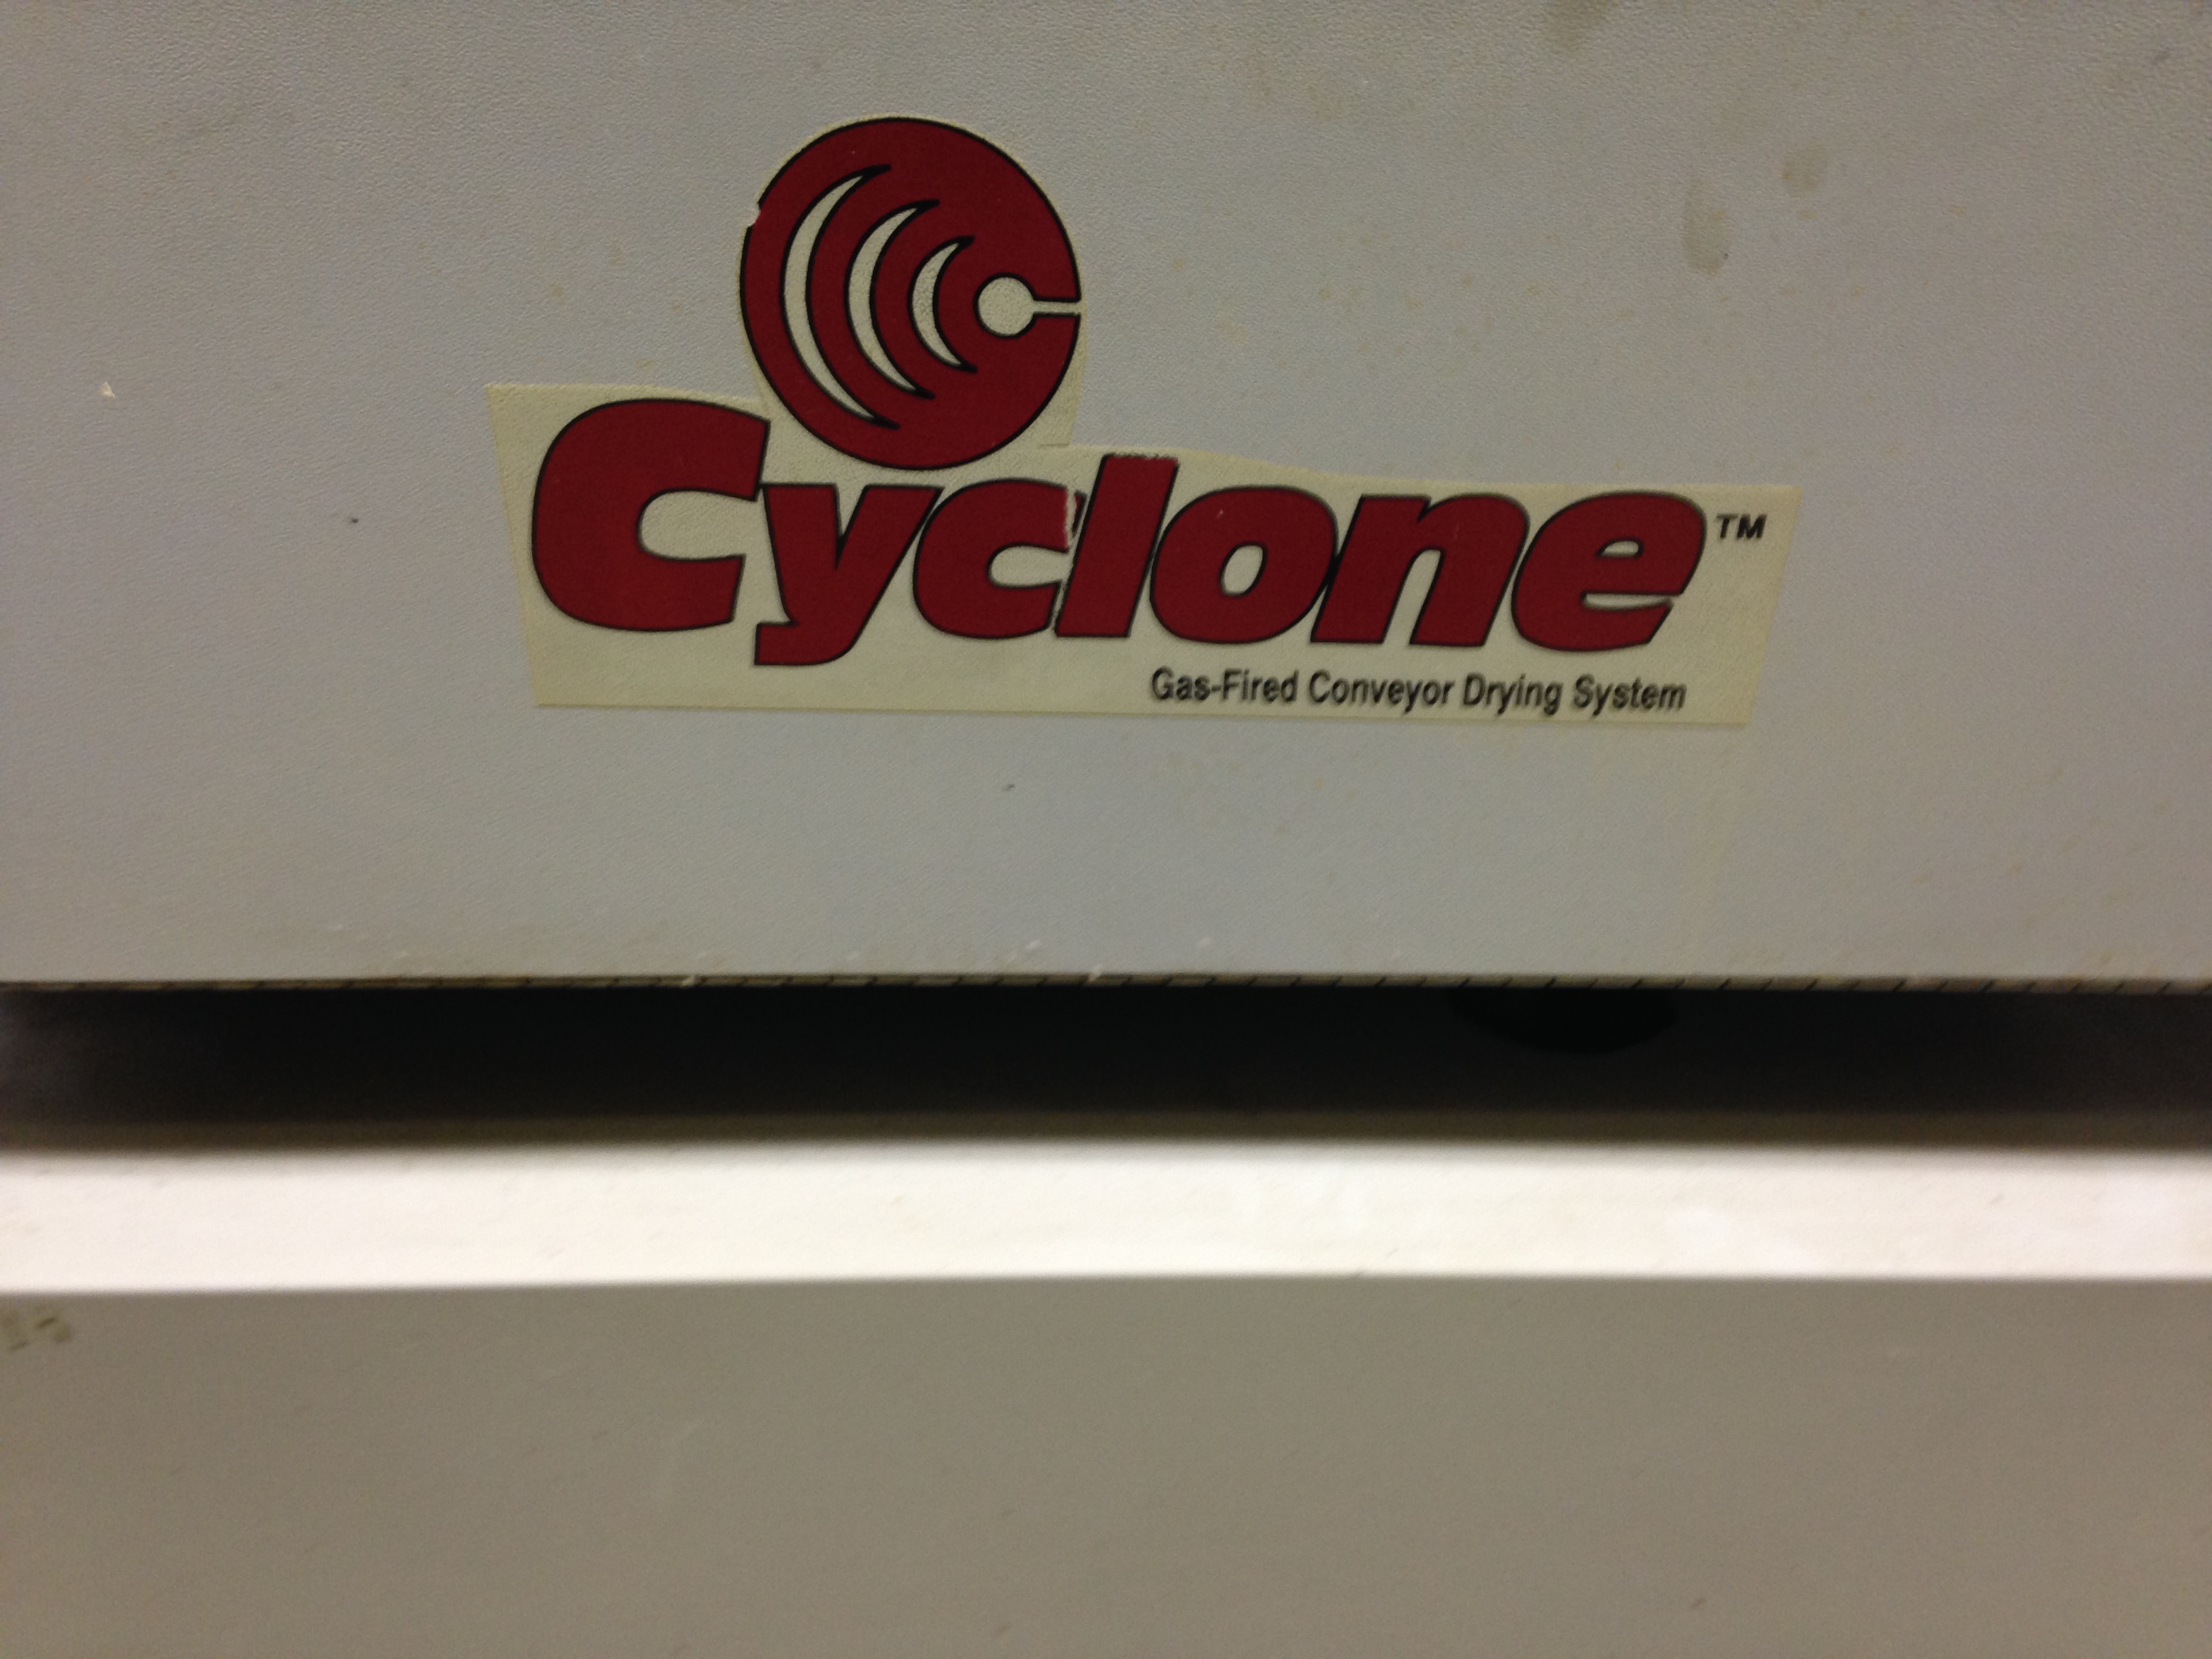 Cyclone™
Gas-Fired Conveyor Drying System